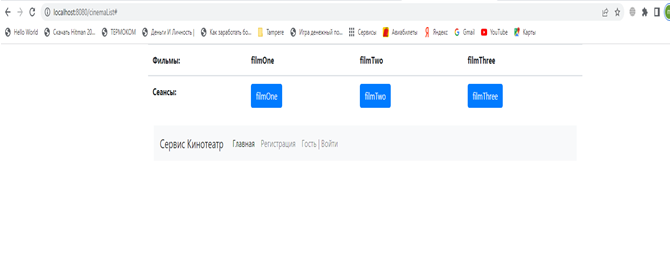 localhost:8080/cinemaList#
Hello World Скачать Hitman 20... ТЕРМОКОМ Деньги И Личность | Как заработать бо... Tampere Игра денежный по... Сервисы Авиабилеты Яндекс Gmail YouTube Карты
Фильмы: filmOne filmTwo filmThree
Сеансы: filmOne filmTwo filmThree
Сервис Кинотеатр Главная Регистрация Гость | Войти